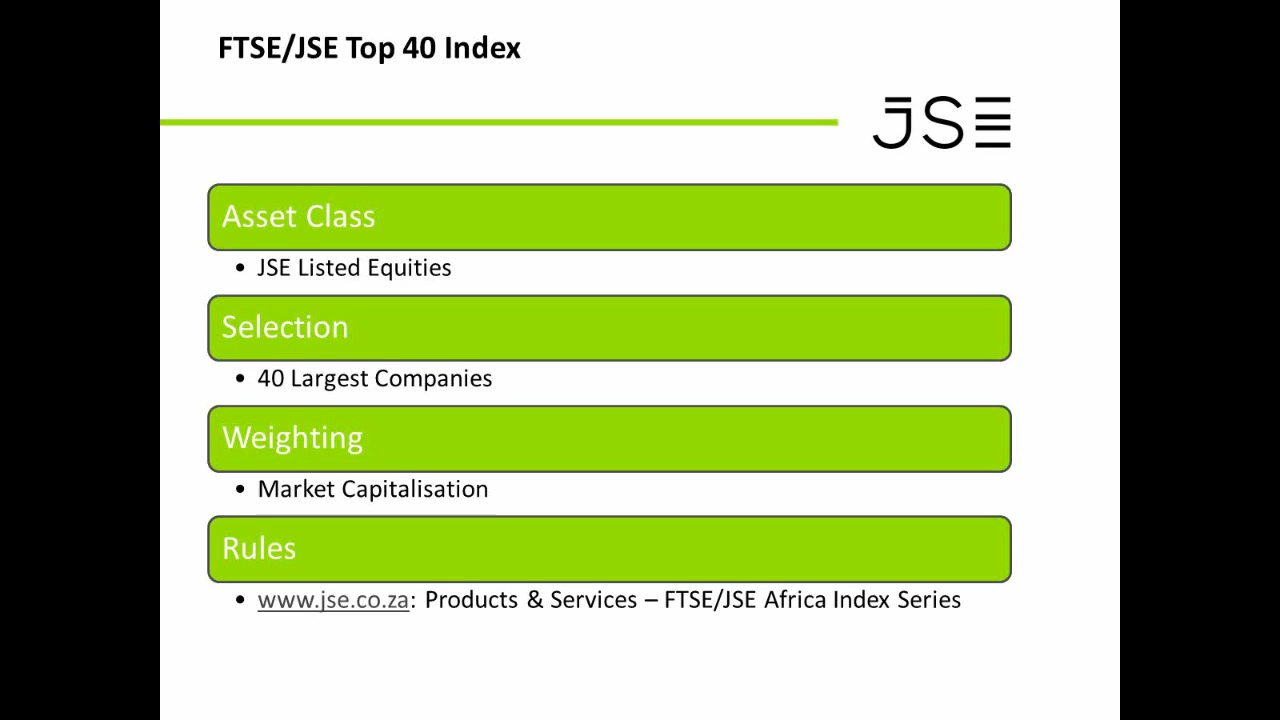 FTSE/JSE Top 40 Index
JSE
Asset Class
• JSE Listed Equities
Selection
• 40 Largest Companies
Weighting
• Market Capitalisation
Rules
• www.jse.co.za: Products & Services – FTSE/JSE Africa Index Series